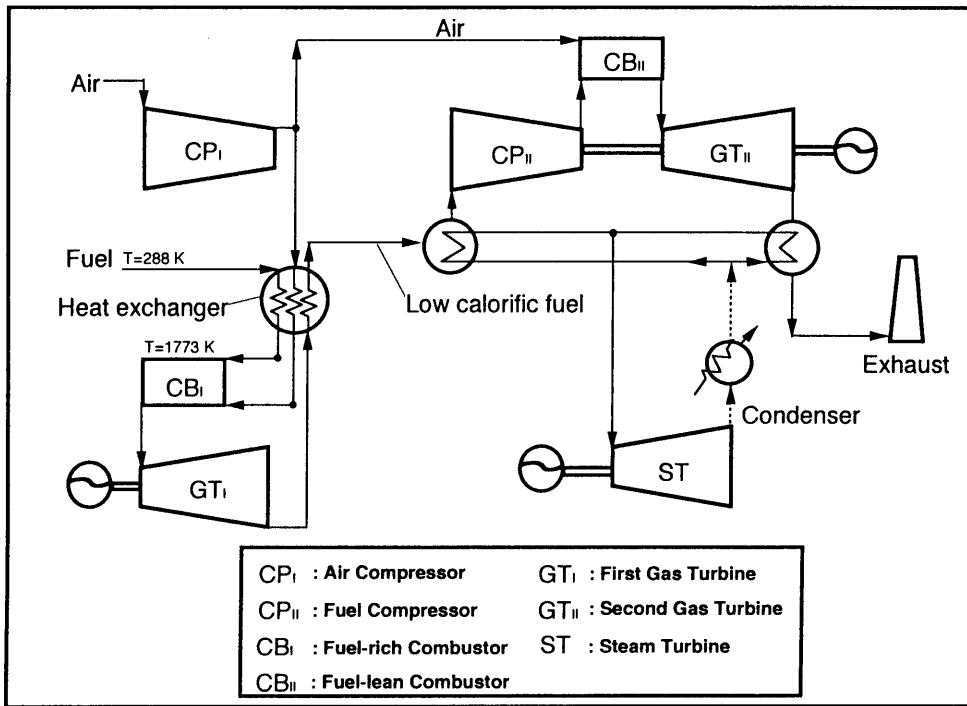 Air
Air
CBII
CPI
CPII
GTII
Fuel T=288 K
Heat exchanger
Low calorific fuel
T=1773 K
CBI
Exhaust
Condenser
GTI
ST
CPI : Air Compressor
GTI : First Gas Turbine
CPII : Fuel Compressor
GTII : Second Gas Turbine
CBI : Fuel-rich Combustor
ST : Steam Turbine
CBII : Fuel-lean Combustor